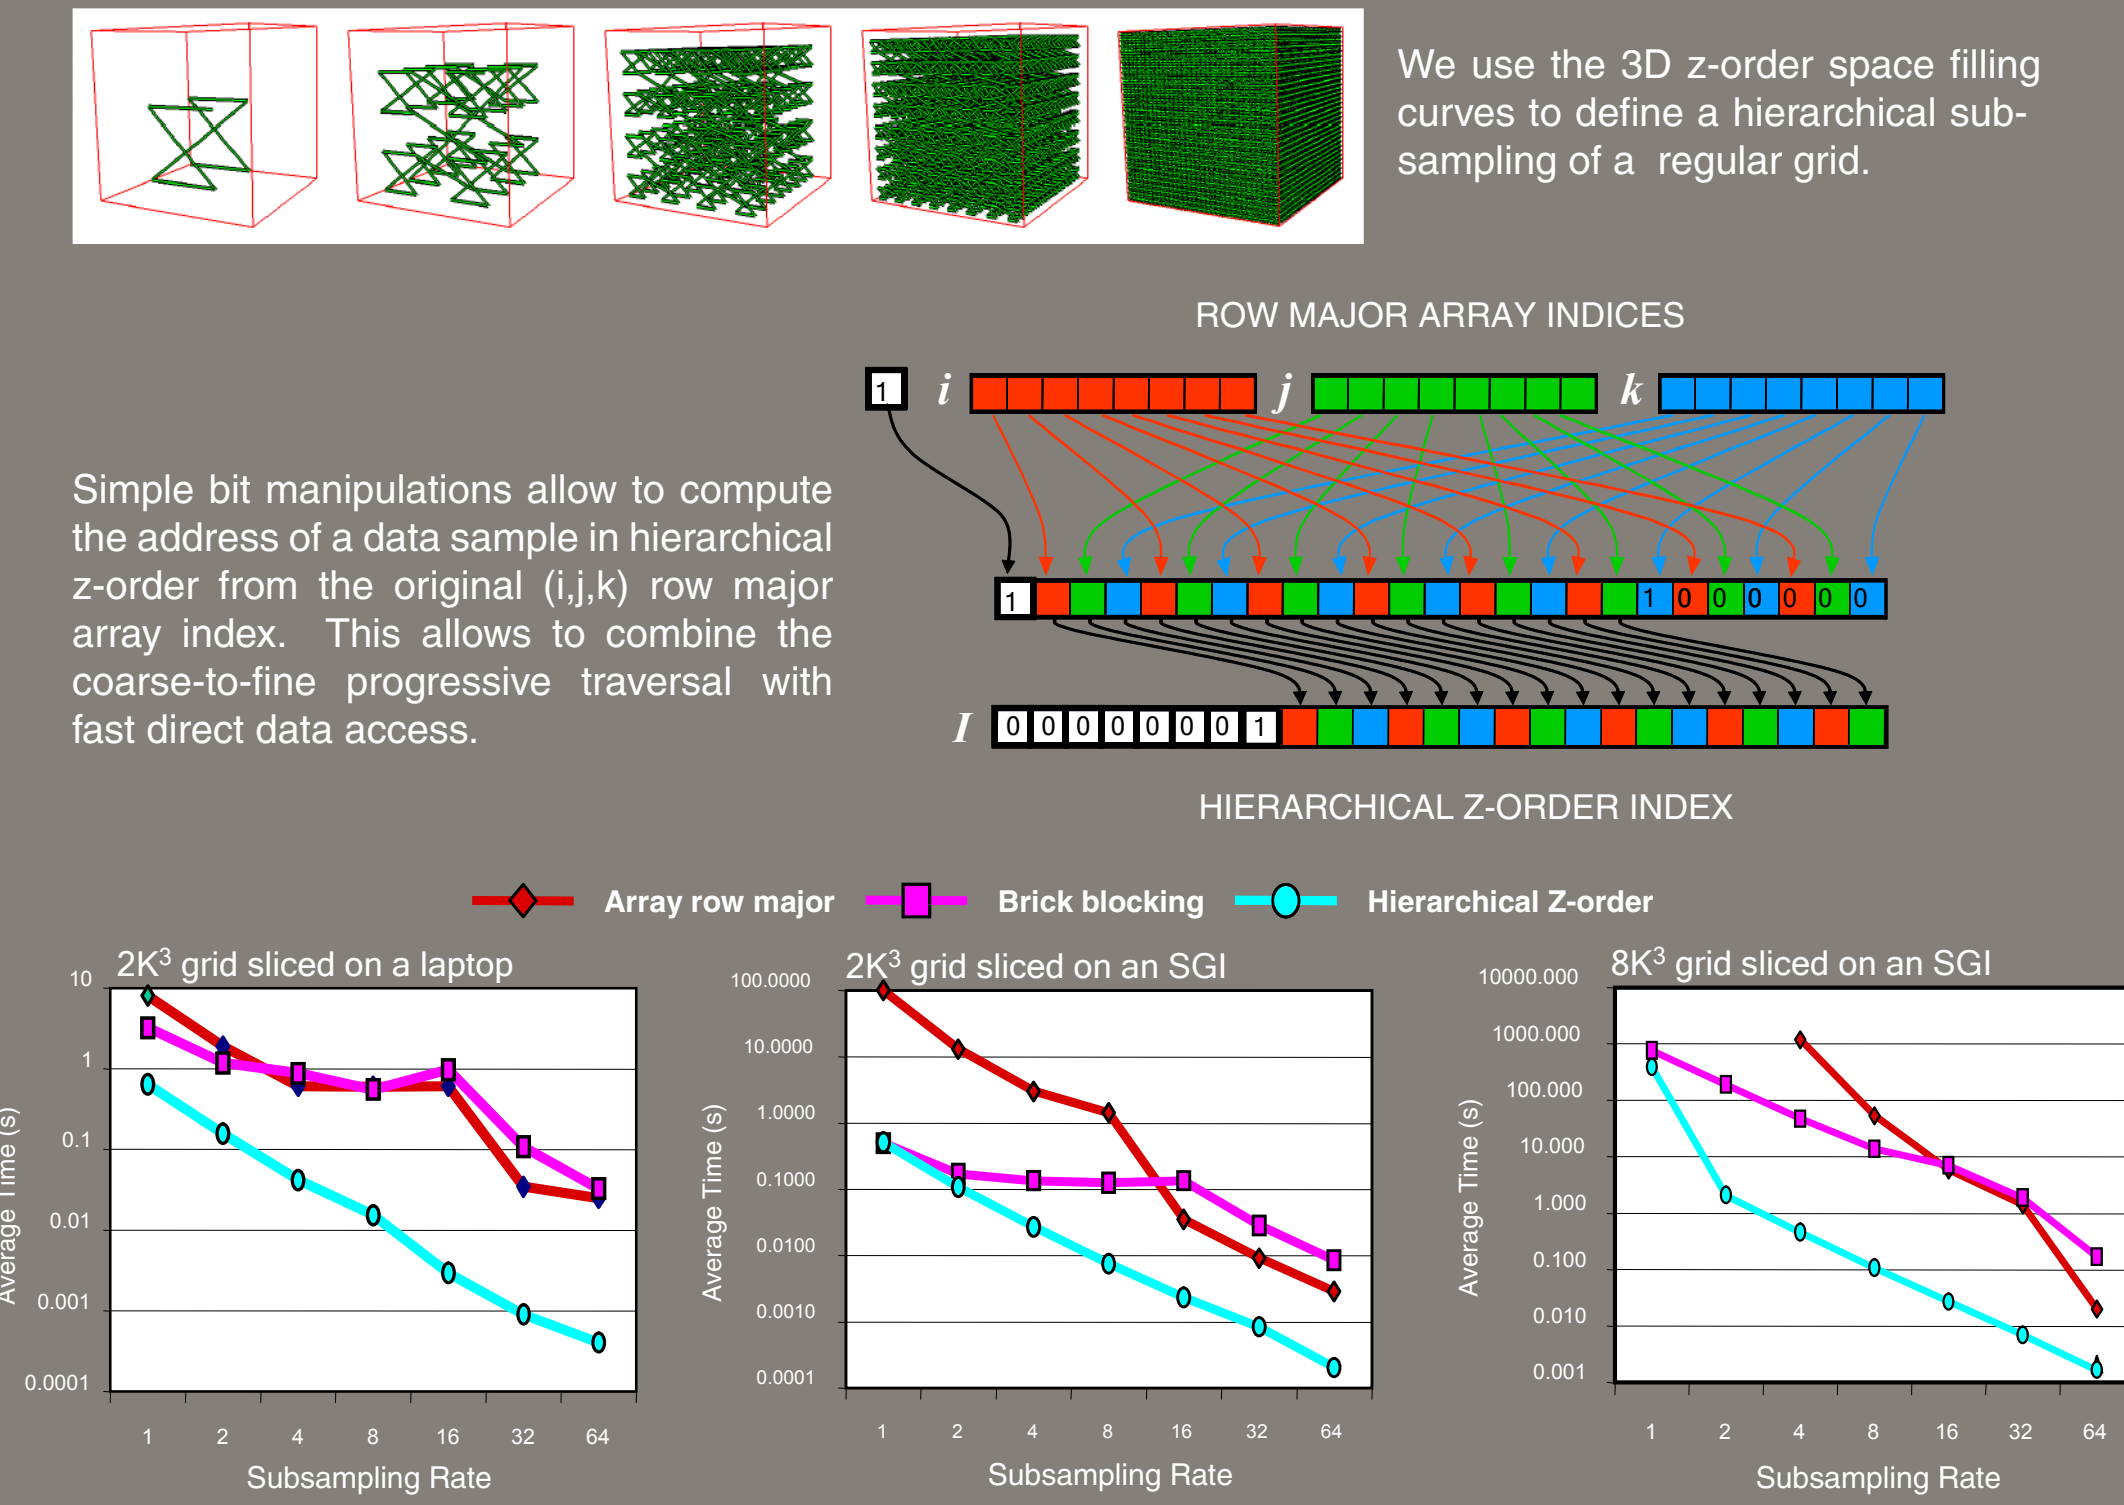 We use the 3D z-order space filling
curves to define a hierarchical sub-
sampling of a regular grid.
ROW MAJOR ARRAY INDICES
1 i j k
Simple bit manipulations allow to compute
the address of a data sample in hierarchical
z-order from the original (i,j,k) row major
array index. This allows to combine the
coarse-to-fine progressive traversal with
fast direct data access.
1 1 0 0 0 0 0 0
I 0 0 0 0 0 0 0 1
HIERARCHICAL Z-ORDER INDEX
Array row major Brick blocking Hierarchical Z-order
2K³ grid sliced on a laptop
10
1
0.1
0.01
0.001
0.0001
Average Time (s)
1 2 4 8 16 32 64
Subsampling Rate
2K³ grid sliced on an SGI
100.0000
10.0000
1.0000
0.1000
0.0100
0.0010
0.0001
Average Time (s)
1 2 4 8 16 32 64
Subsampling Rate
8K³ grid sliced on an SGI
10000.000
1000.000
100.000
10.000
1.000
0.100
0.010
0.001
Average Time (s)
1 2 4 8 16 32 64
Subsampling Rate